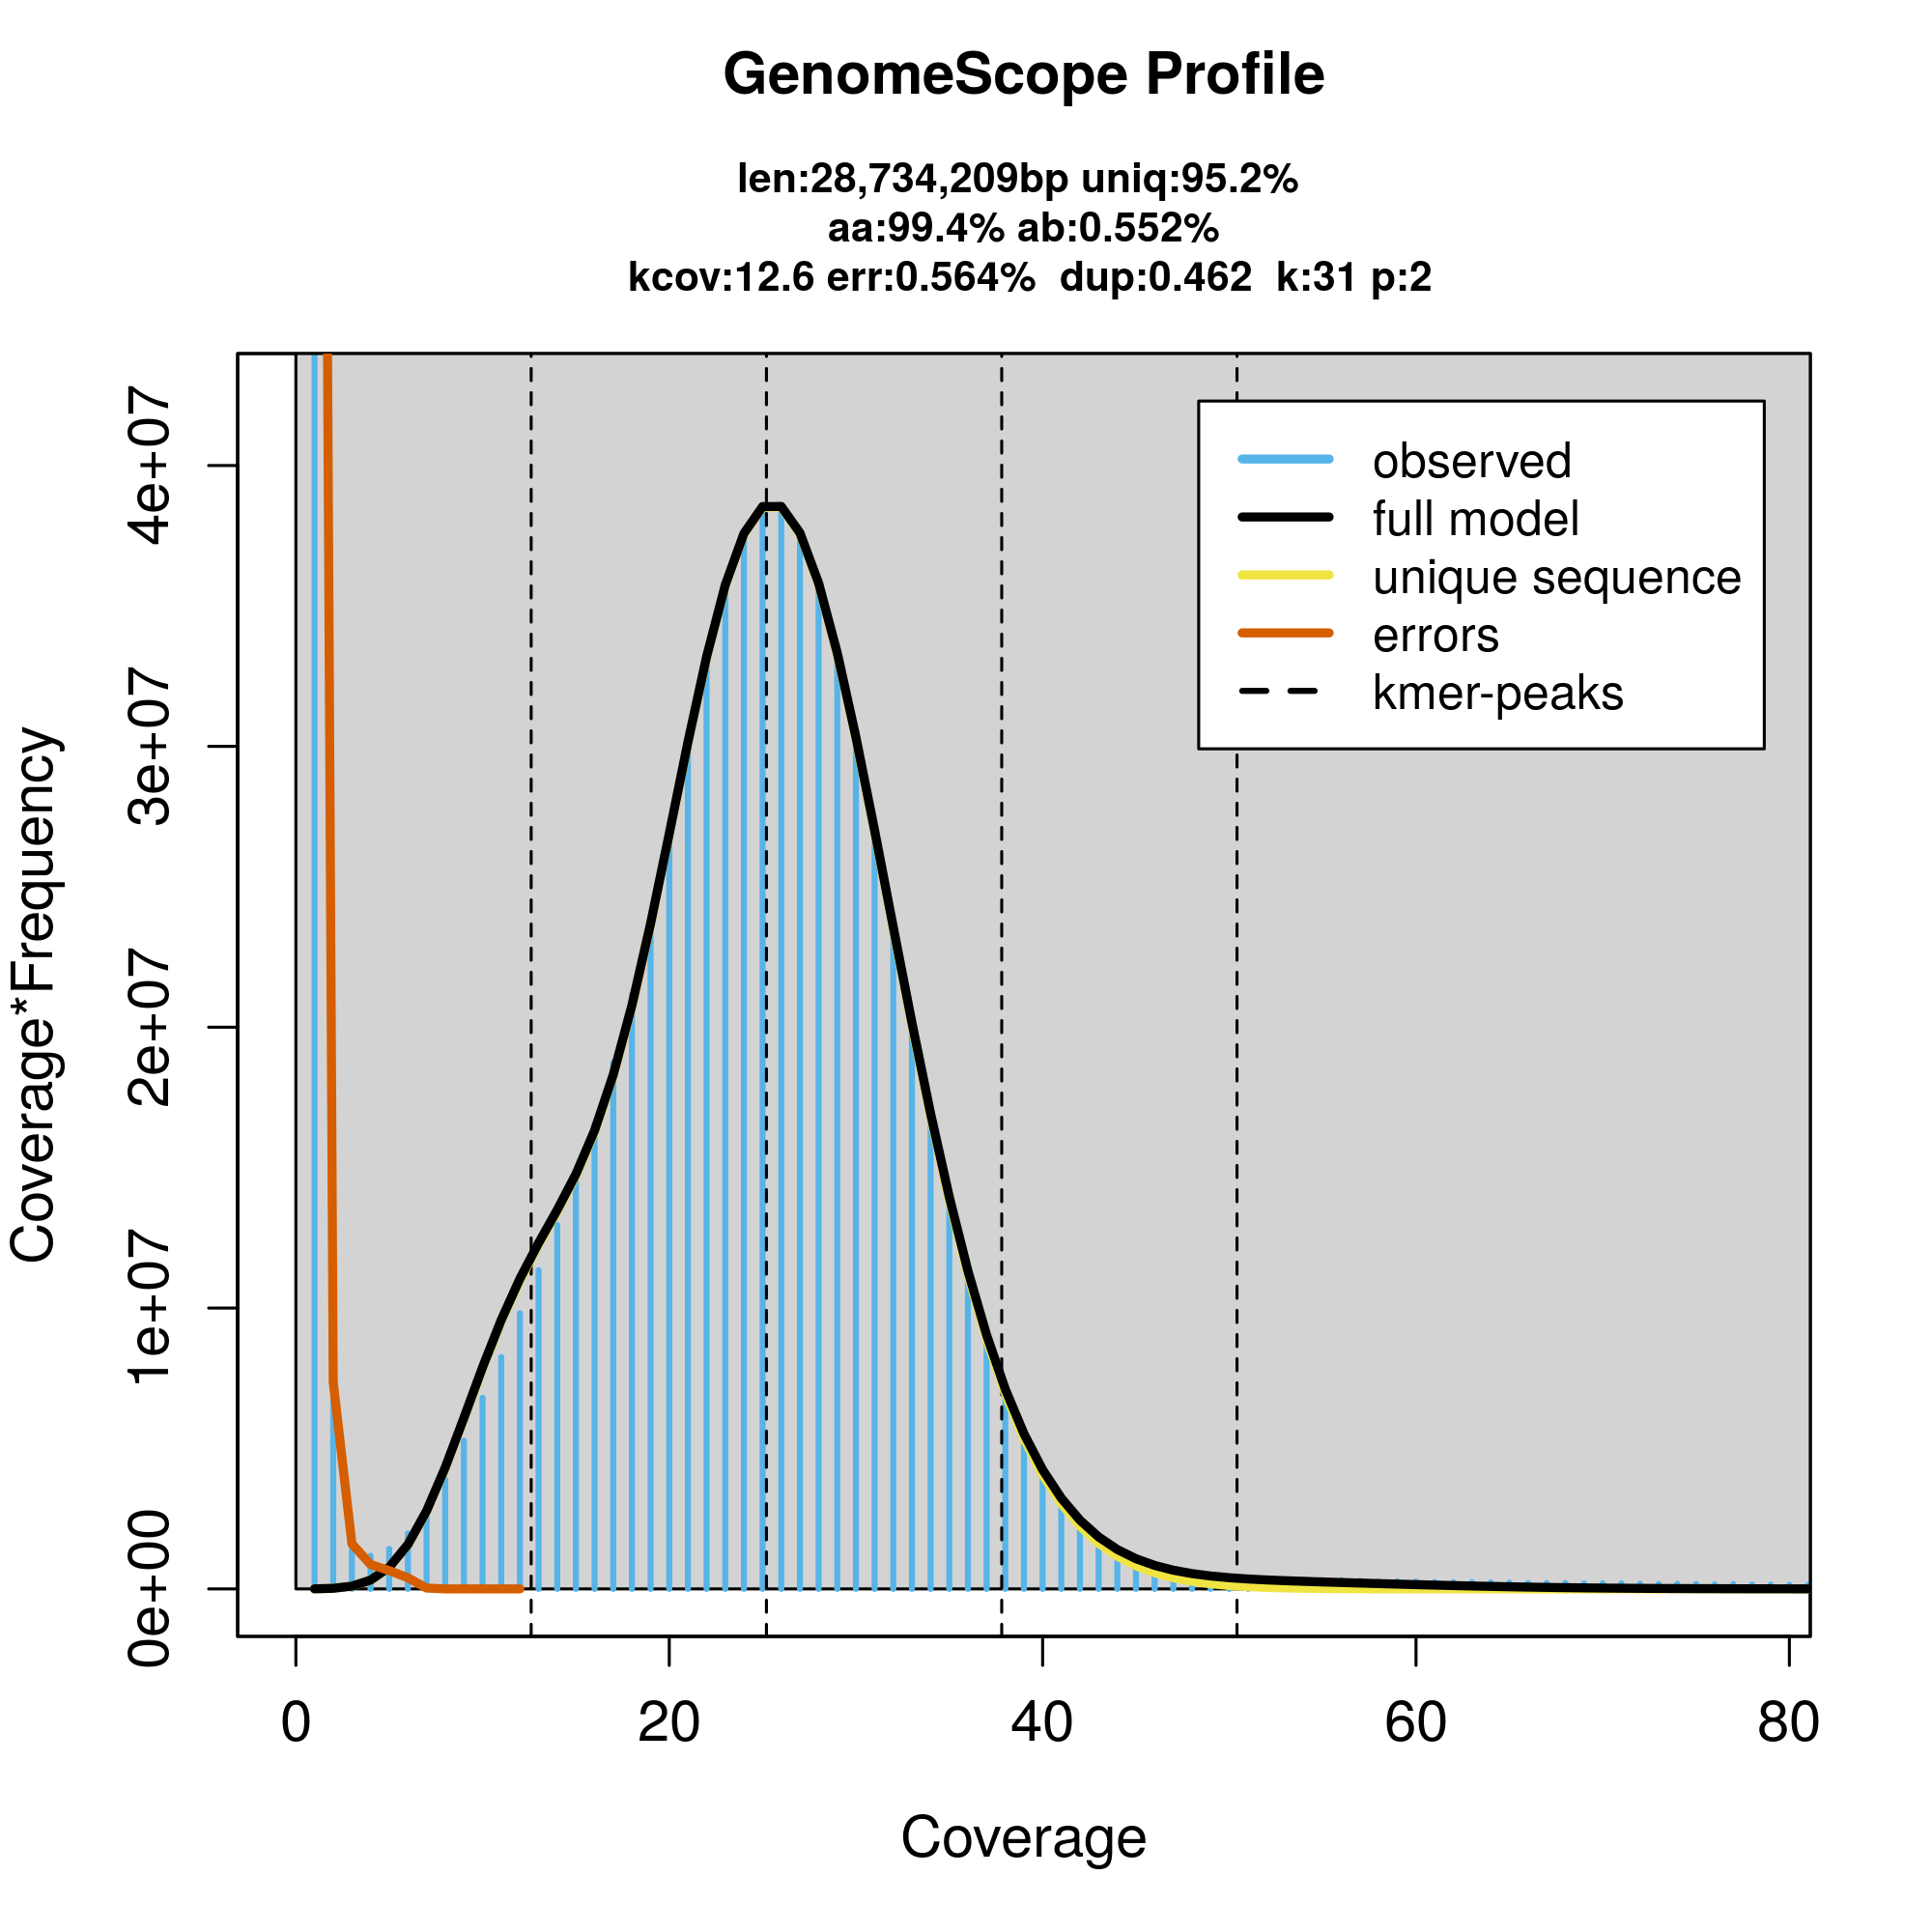 GenomeScope Profile
len:28,734,209bp uniq:95.2%
aa:99.4% ab:0.552%
kcov:12.6 err:0.564%  dup:0.462  k:31 p:2
observed
full model
unique sequence
errors
kmer-peaks
Coverage*Frequency
4e+07
3e+07
2e+07
1e+07
0e+00
0 20 40 60 80
Coverage